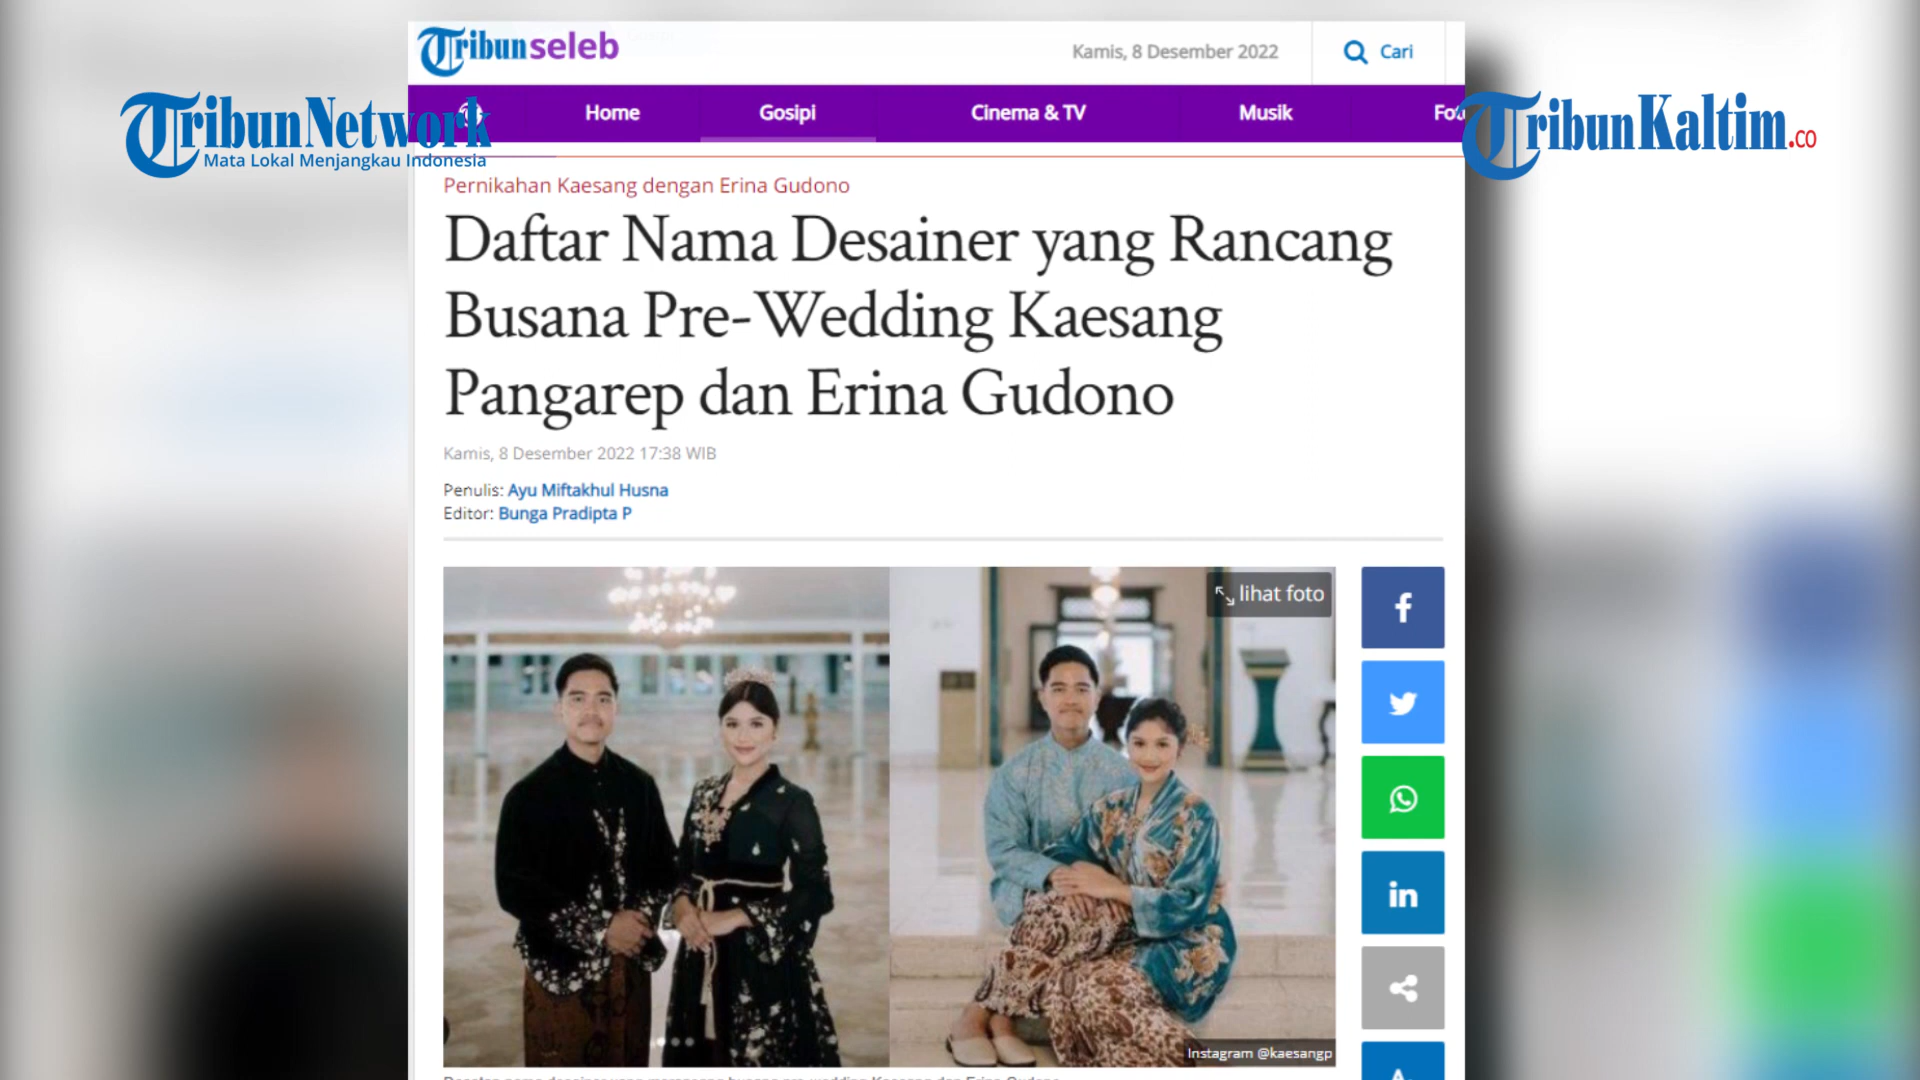 Tribunseleb
Kamis, 8 Desember 2022
Cari
TribunNetwork
Mata Lokal Menjangkau Indonesia
Home
Gosipi
Cinema & TV
Musik
TribunKaltim.co
Pernikahan Kaesang dengan Erina Gudono
Daftar Nama Desainer yang Rancang
Busana Pre-Wedding Kaesang
Pangarep dan Erina Gudono
Kamis, 8 Desember 2022 17:38 WIB
Penulis: Ayu Miftakhul Husna
Editor: Bunga Pradipta P
lihat foto
Instagram @kaesangp